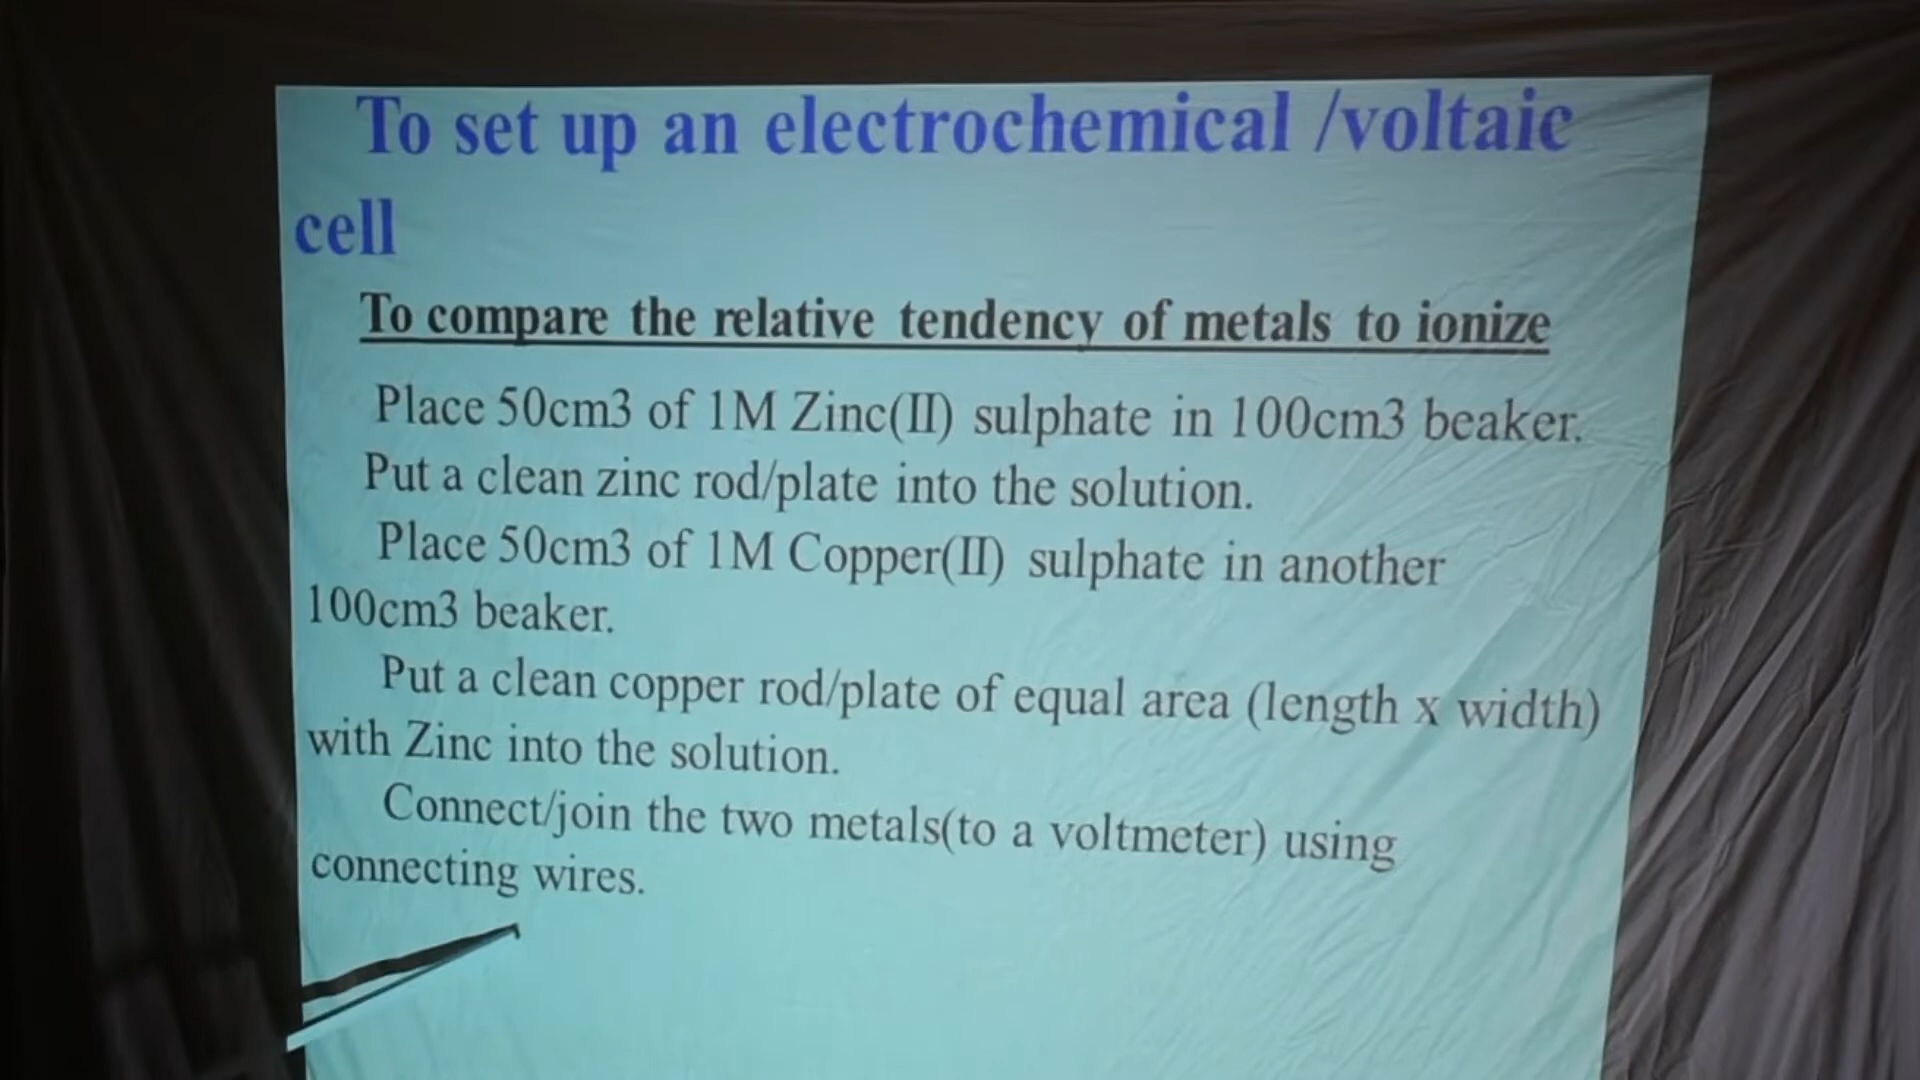 To set up an electrochemical /voltaic
cell
To compare the relative tendency of metals to ionize
Place 50cm3 of 1M Zinc(II) sulphate in 100cm3 beaker.
Put a clean zinc rod/plate into the solution.
Place 50cm3 of 1M Copper(II) sulphate in another
100cm3 beaker.
Put a clean copper rod/plate of equal area (length x width)
with Zinc into the solution.
Connect/join the two metals(to a voltmeter) using
connecting wires.